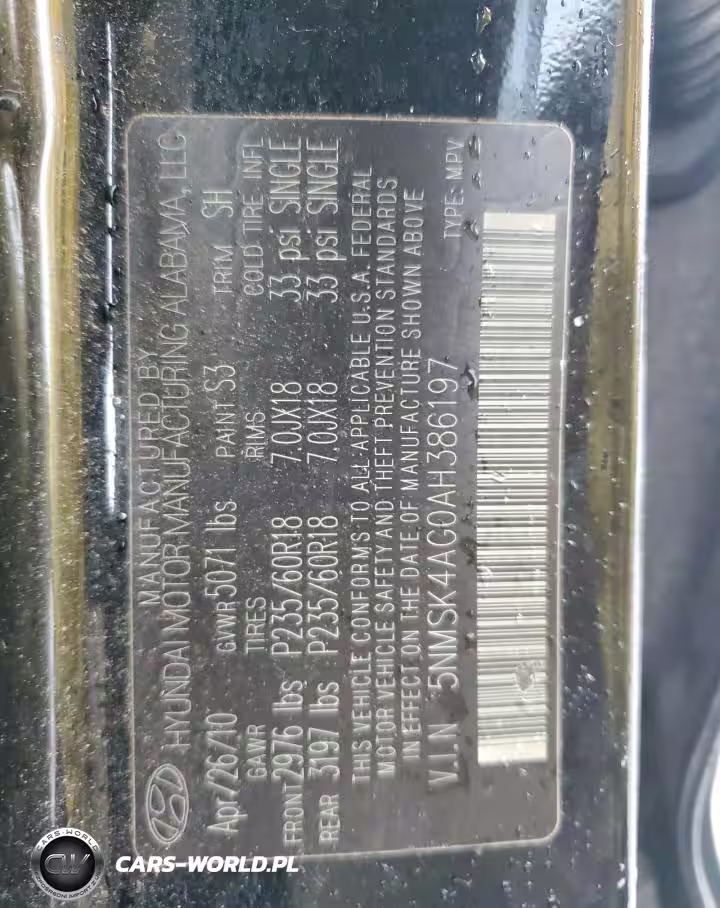 MANUFACTURED BY
HYUNDAI MOTOR MANUFACTURING ALABAMA, LLC
Apr/26/10 GVWR 5071 lbs PAINT S3 TRIM SH
GAWR TIRES RIMS COLD TIRE INFL
FRONT 2976 lbs P235/60R18 7.0JX18 33 psi SINGLE
REAR 3197 lbs P235/60R18 7.0JX18 33 psi SINGLE
THIS VEHICLE CONFORMS TO ALL APPLICABLE U.S.A. FEDERAL
MOTOR VEHICLE SAFETY AND THEFT PREVENTION STANDARDS
IN EFFECT ON THE DATE OF MANUFACTURE SHOWN ABOVE
V.I.N 5NMSK4AG0AH386197 TYPE: MPV
CARS-WORLD
CW
CARS-WORLD.PL